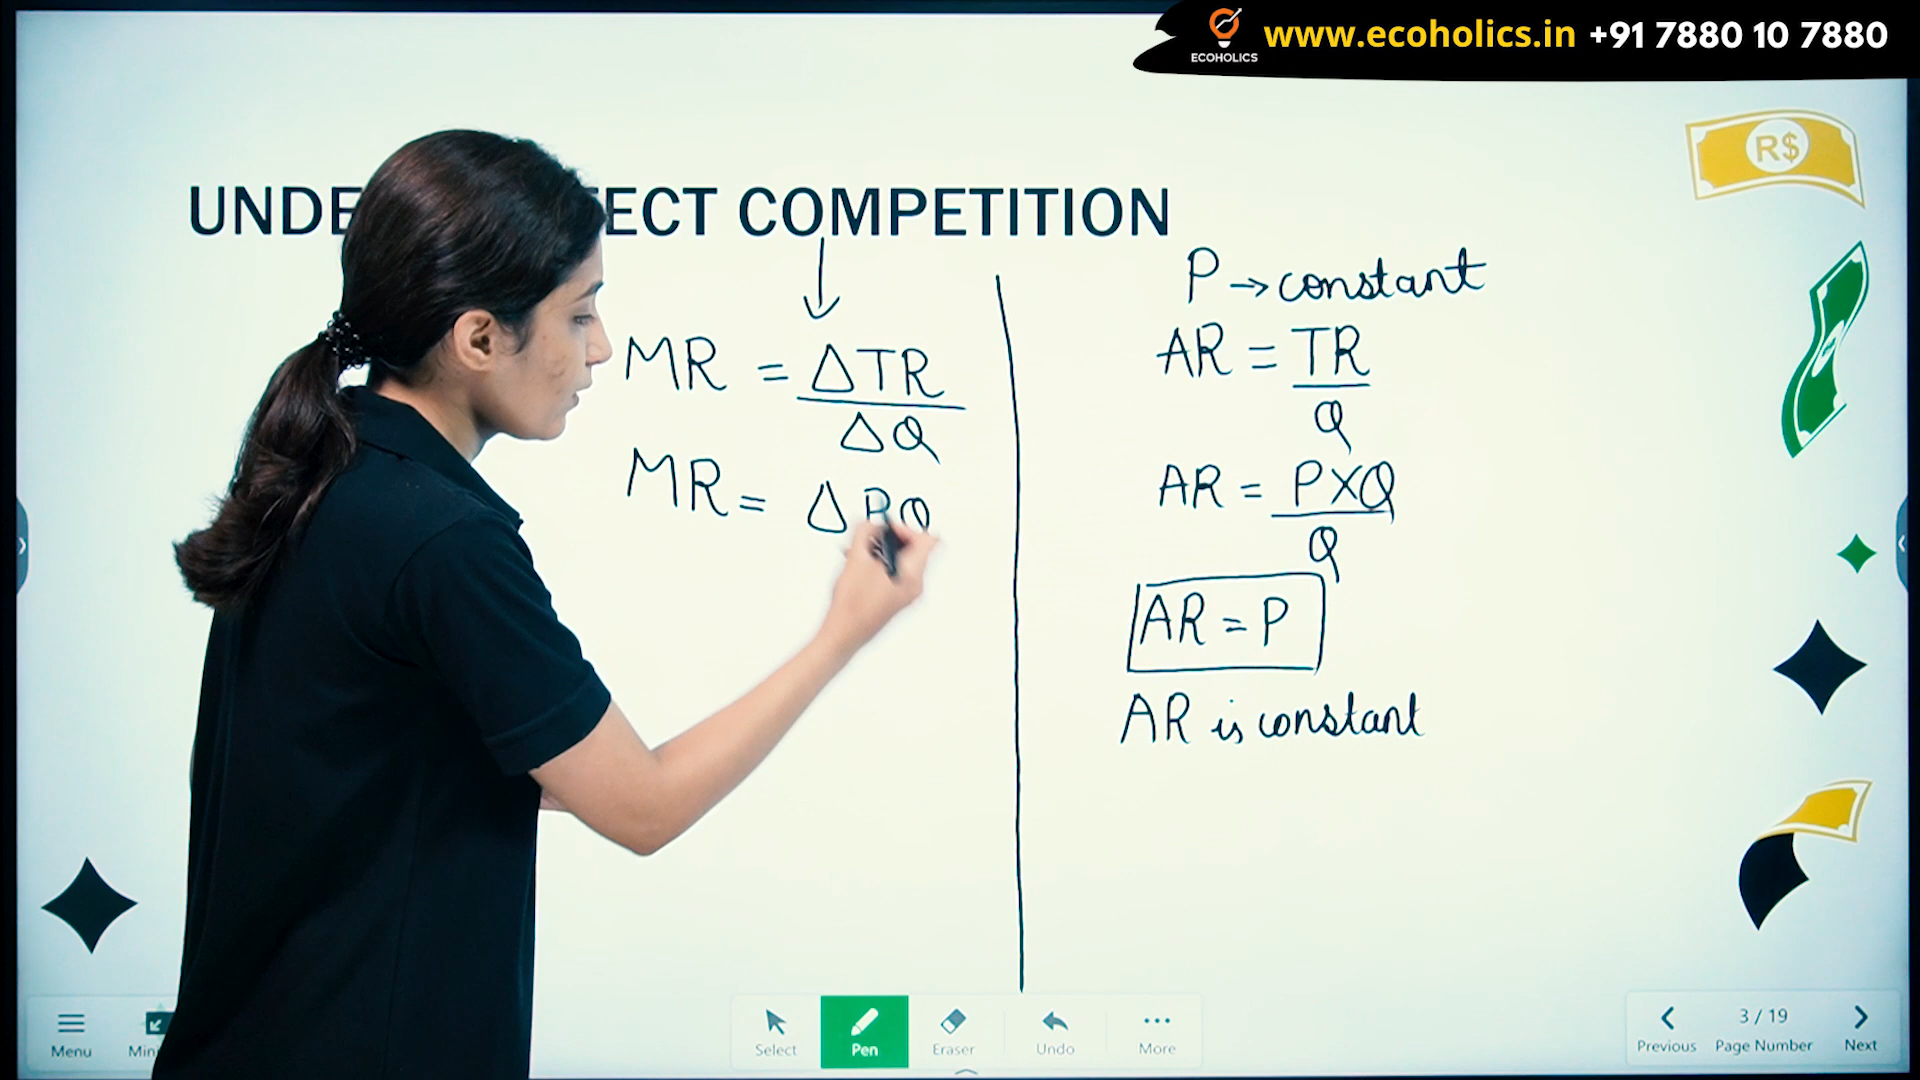 ECOHOLICS
www.ecoholics.in +91 7880 10 7880
R$
UNDE ECT COMPETITION
MR = ΔTR
ΔQ
MR = Δ PQ
P → constant
AR = TR
Q
AR = P X Q
Q
AR = P
AR is constant
Menu
Select
Pen
Eraser
Undo
More
Previous
3 / 19
Page Number
Next